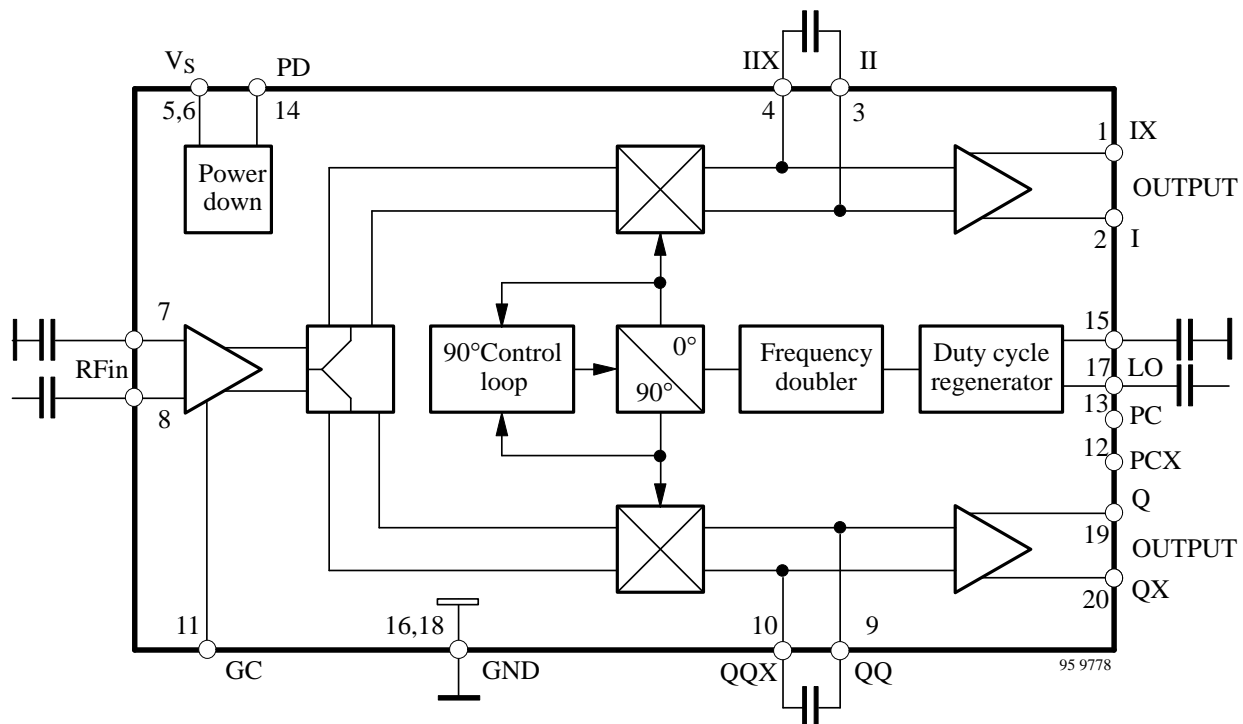 IIX
II
VS
PD
5,6
14
4
3
1
IX
Power
down
OUTPUT
2
I
7
15
RFin
90°Control
loop
0°
90°
Frequency
doubler
Duty cycle
regenerator
17
LO
8
13
PC
12
PCX
Q
19
OUTPUT
20
QX
11
16,18
10
9
GC
GND
QQX
QQ
95 9778